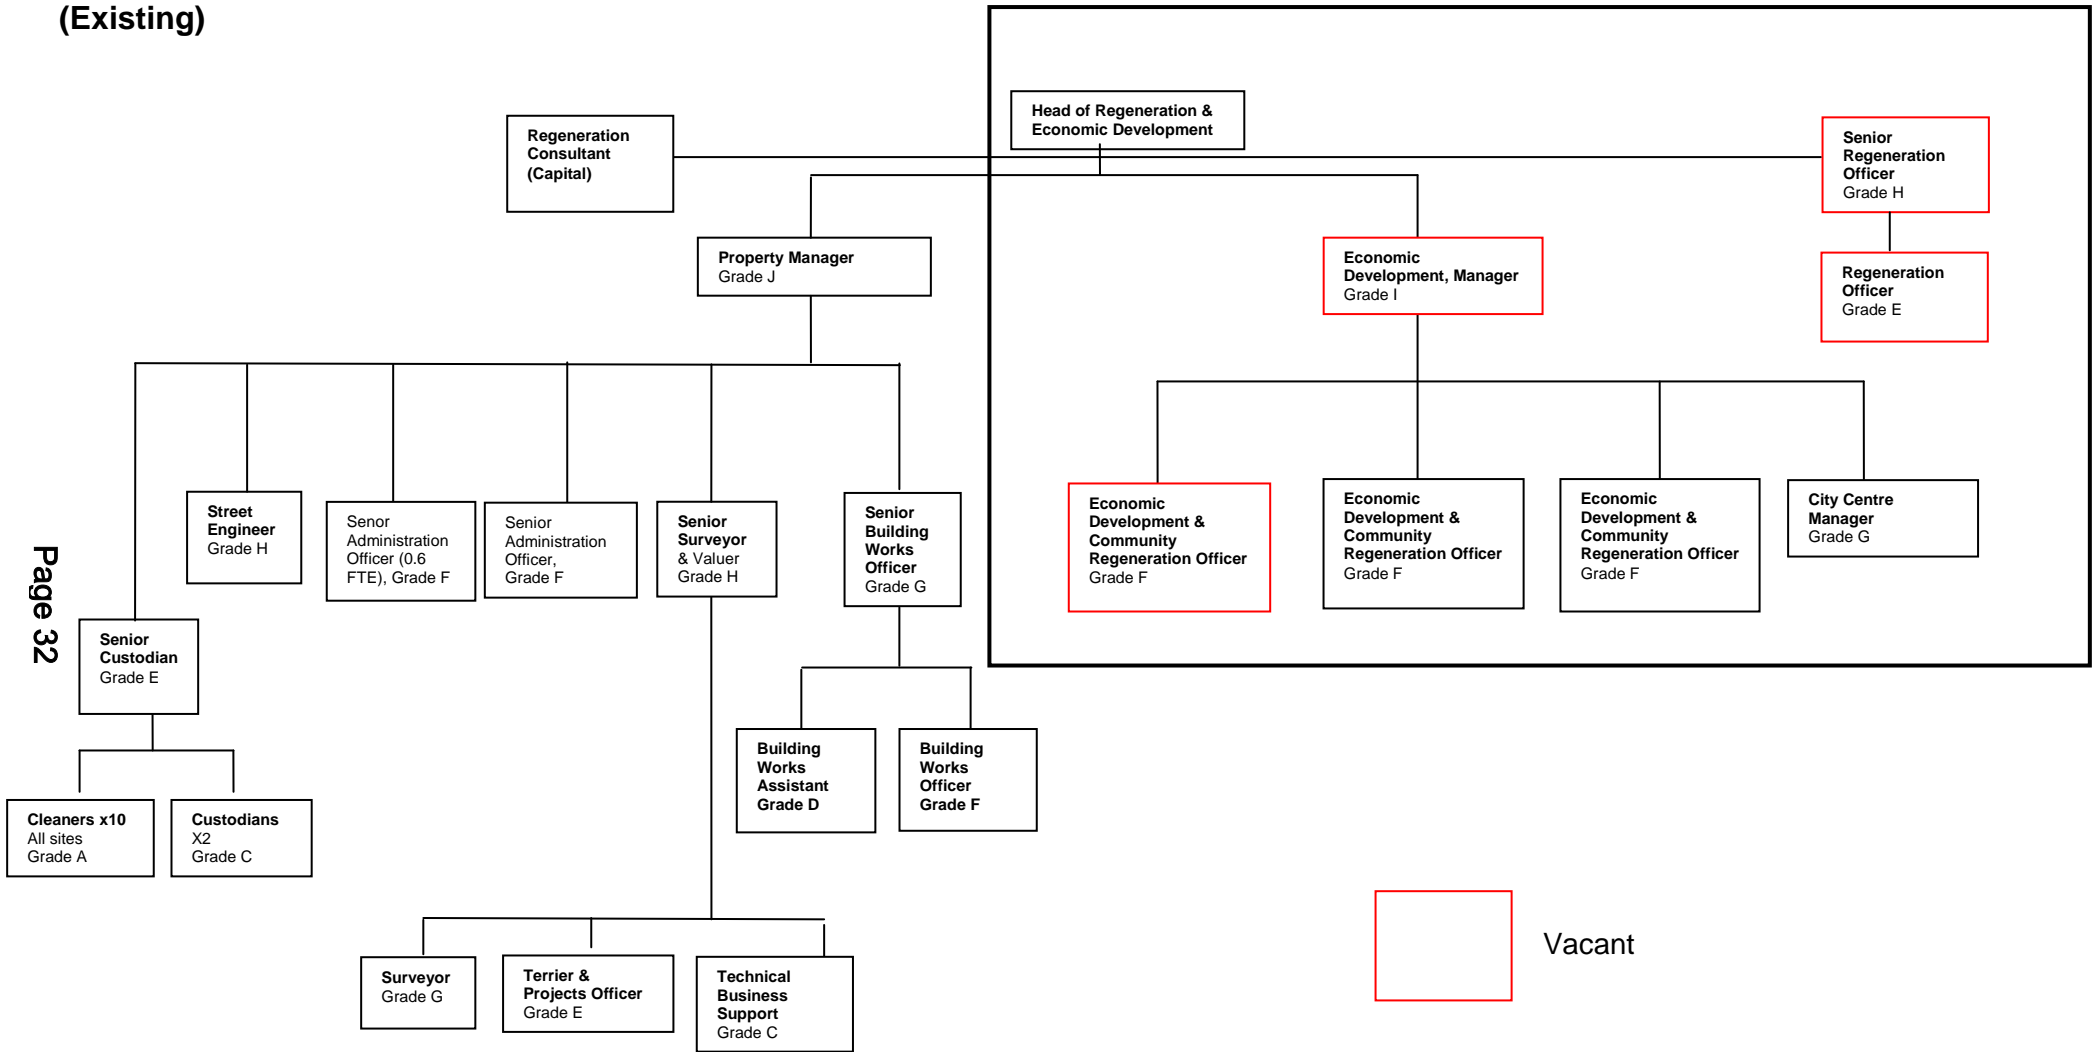 (Existing)
Head of Regeneration &
Economic Development
Regeneration
Consultant
(Capital)
Senior
Regeneration
Officer
Grade H
Property Manager
Grade J
Economic
Development, Manager
Grade I
Regeneration
Officer
Grade E
Street
Engineer
Grade H
Senor
Administration
Officer (0.6
FTE), Grade F
Senior
Administration
Officer,
Grade F
Senior
Surveyor
& Valuer
Grade H
Senior
Building
Works
Officer
Grade G
Economic
Development &
Community
Regeneration Officer
Grade F
Economic
Development &
Community
Regeneration Officer
Grade F
Economic
Development &
Community
Regeneration Officer
Grade F
City Centre
Manager
Grade G
Page 32
Senior
Custodian
Grade E
Building
Works
Assistant
Grade D
Building
Works
Officer
Grade F
Cleaners x10
All sites
Grade A
Custodians
X2
Grade C
Surveyor
Grade G
Terrier &
Projects Officer
Grade E
Technical
Business
Support
Grade C
Vacant